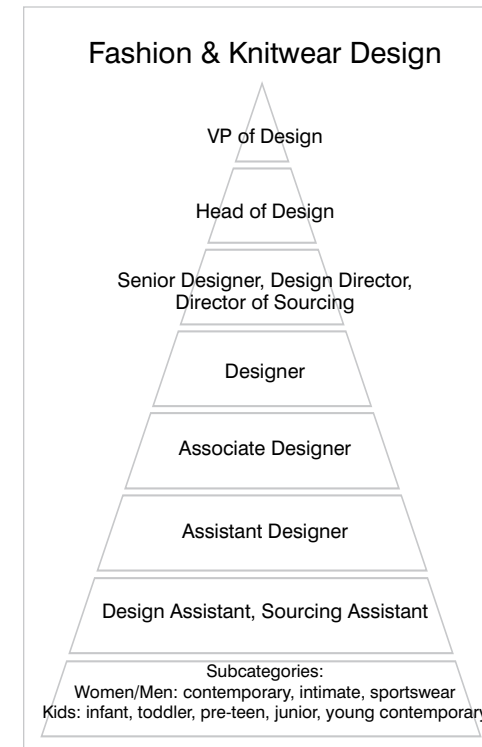 Fashion & Knitwear Design
VP of Design
Head of Design
Senior Designer, Design Director,
Director of Sourcing
Designer
Associate Designer
Assistant Designer
Design Assistant, Sourcing Assistant
Subcategories:
Women/Men: contemporary, intimate, sportswear
Kids: infant, toddler, pre-teen, junior, young contemporary